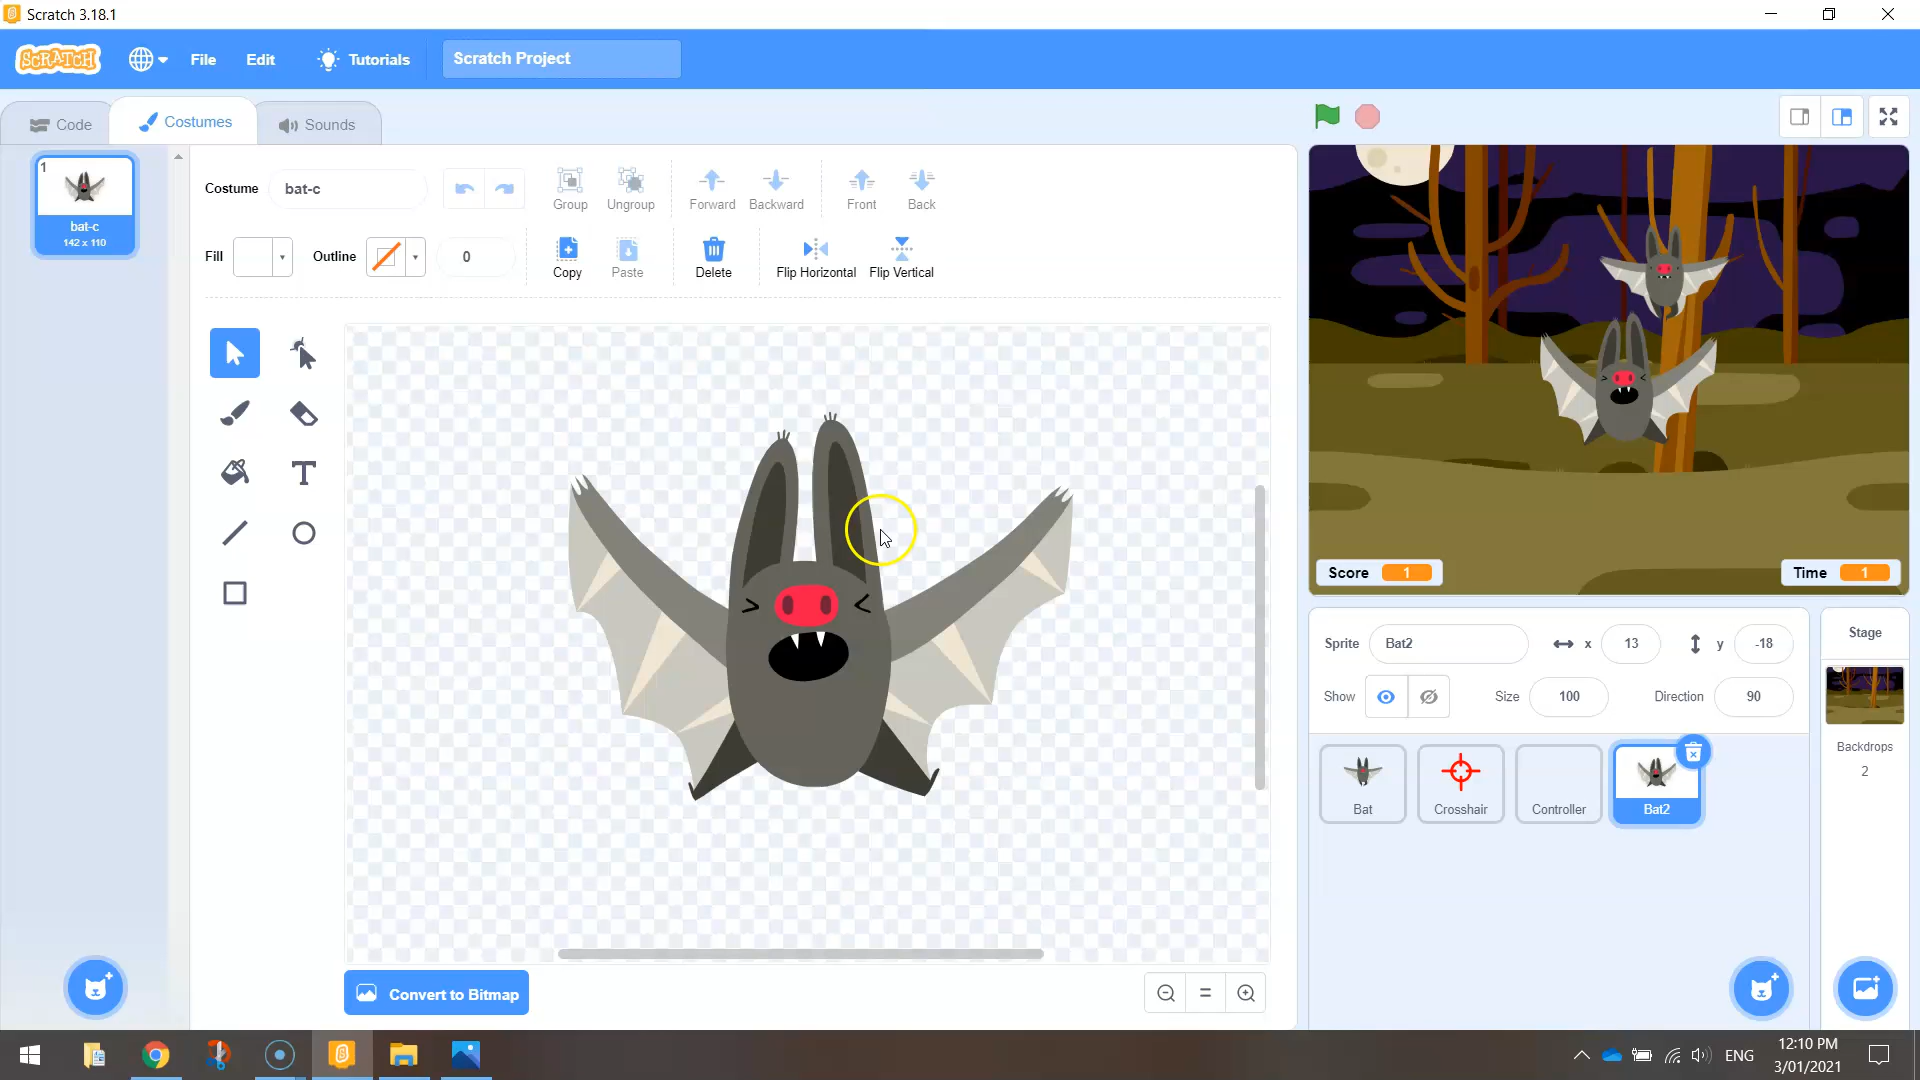 Scratch 3.18.1
SCRATCH
File
Edit
Tutorials
Scratch Project
Code
Costumes
Sounds
1
bat-c
142 x 110
Costume
bat-c
Group
Ungroup
Forward
Backward
Front
Back
Fill
Outline
0
Copy
Paste
Delete
Flip Horizontal
Flip Vertical
Convert to Bitmap
Score 1
Time 1
Sprite
Bat2
x 13
y -18
Show
Size 100
Direction 90
Bat
Crosshair
Controller
Bat2
Stage
Backdrops
2
ENG
12:10 PM
3/01/2021